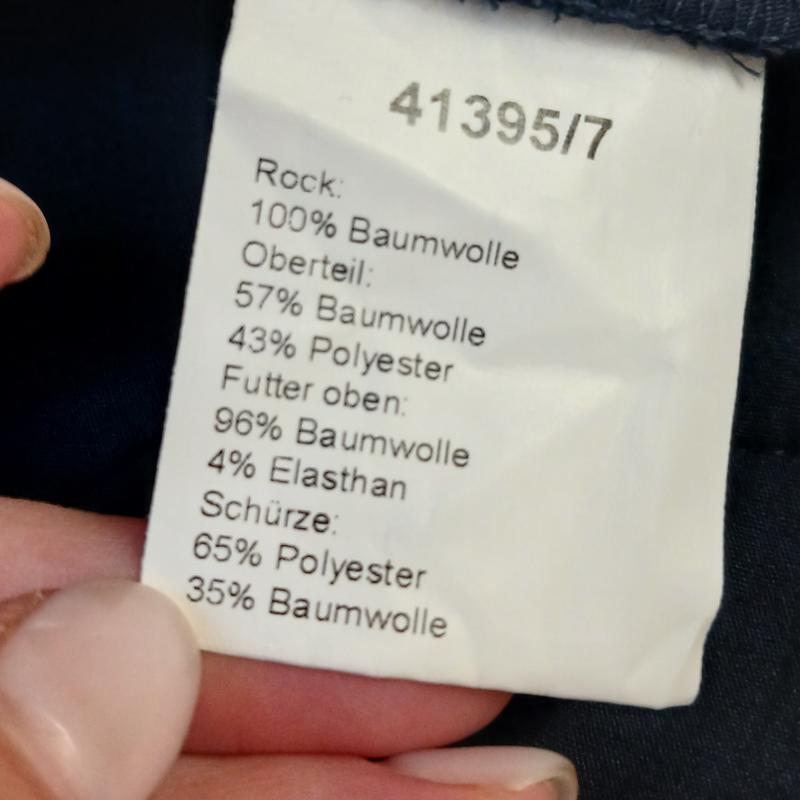 41395/7
Rock:
100% Baumwolle
Oberteil:
57% Baumwolle
43% Polyester
Futter oben:
96% Baumwolle
4% Elasthan
Schürze:
65% Polyester
35% Baumwolle